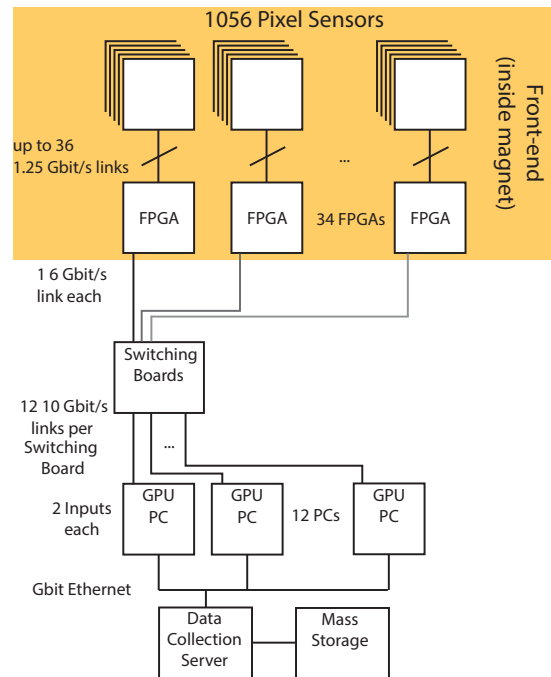 1056 Pixel Sensors
Front-end
(inside magnet)
up to 36
1.25 Gbit/s links
...
FPGA
FPGA
34 FPGAs
FPGA
1 6 Gbit/s
link each
Switching
Boards
12 10 Gbit/s
links per
Switching
Board
...
2 Inputs
each
GPU
PC
GPU
PC
12 PCs
GPU
PC
Gbit Ethernet
Data
Collection
Server
Mass
Storage